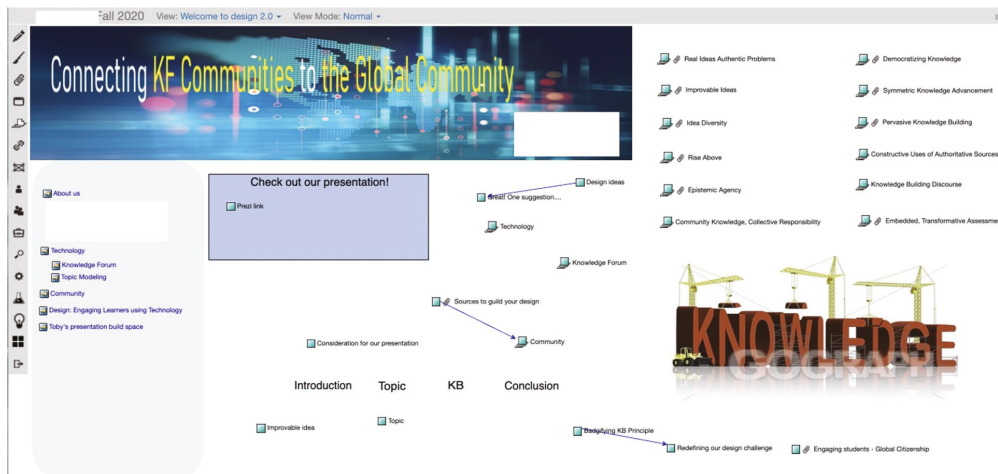 Fall 2020 View: Welcome to design 2.0 View Mode: Normal
Connecting KF Communities to the Global Community
About us
Technology
Knowledge Forum
Topic Modeling
Community
Design: Engaging Learners using Technology
Toby's presentation build space
Check out our presentation!
Prezi link
Design ideas
Great! One suggestion....
Technology
Knowledge Forum
Sources to guild your design
Community
Consideration for our presentation
Introduction Topic KB Conclusion
Improvable idea
Topic
Badgifying KB Principle
Redefining our design challenge
Engaging students - Global Citizenship
Real Ideas Authentic Problems
Improvable Ideas
Idea Diversity
Rise Above
Epistemic Agency
Community Knowledge, Collective Responsibility
Democratizing Knowledge
Symmetric Knowledge Advancement
Pervasive Knowledge Building
Constructive Uses of Authoritative Sources
Knowledge Building Discourse
Embedded, Transformative Assessme
KNOWLEDGE